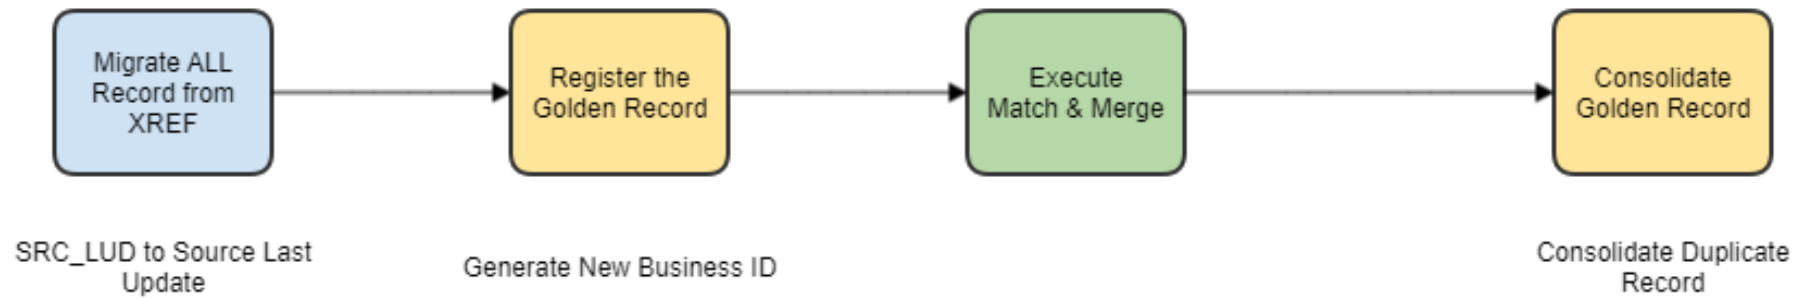 Migrate ALL
Record from
XREF
Register the
Golden Record
Execute
Match & Merge
Consolidate
Golden Record
SRC_LUD to Source Last
Update
Generate New Business ID
Consolidate Duplicate
Record